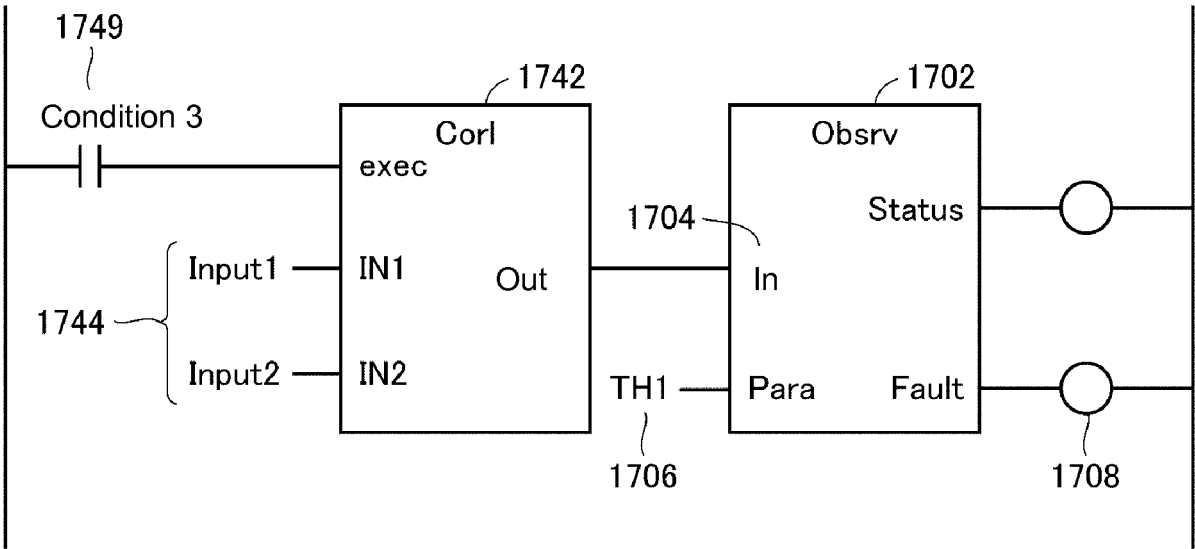 1749
Condition 3
1742
Corl
exec
Input1
IN1
Out
1744
Input2
IN2
1702
Obsrv
Status
1704
In
TH1
Para
Fault
1706
1708